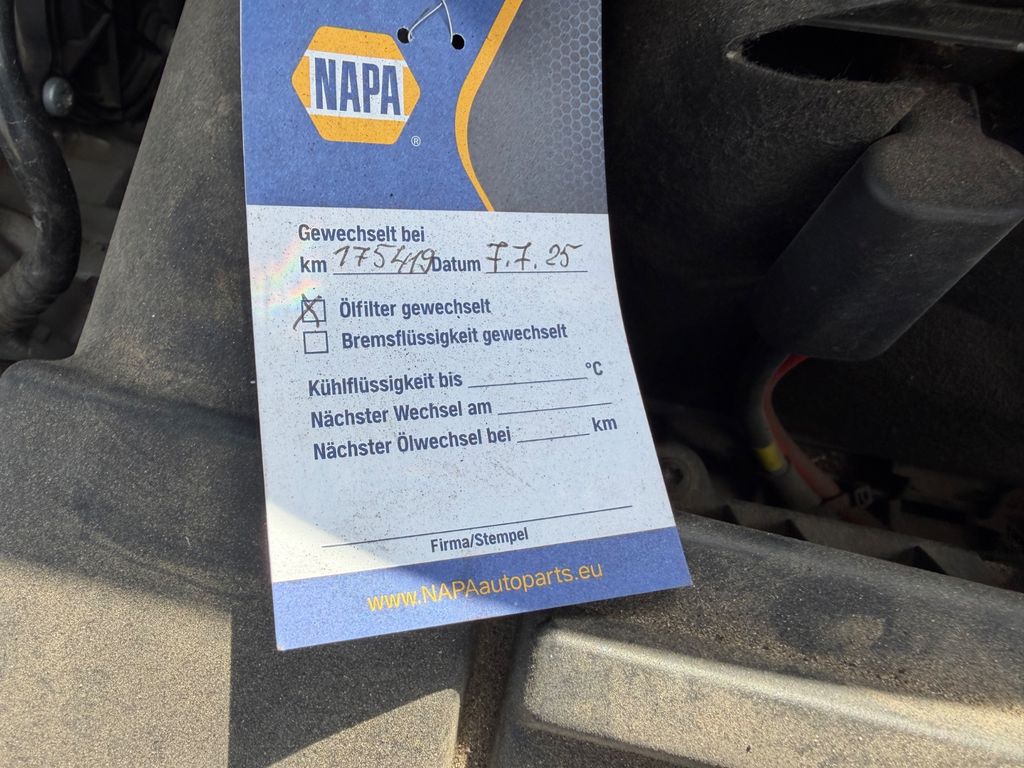 NAPA
®
Gewechselt bei
km 175419 Datum 7.7.25
Ölfilter gewechselt
Bremsflüssigkeit gewechselt
Kühlflüssigkeit bis °C
Nächster Wechsel am
Nächster Ölwechsel bei km
Firma/Stempel
www.NAPAautoparts.eu